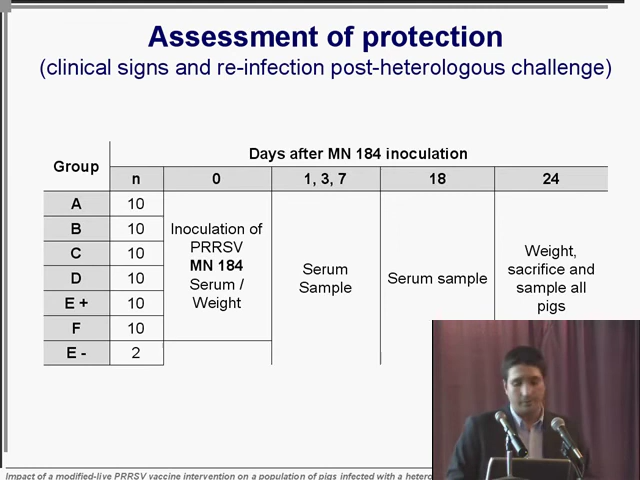 Assessment of protection
(clinical signs and re-infection post-heterologous challenge)
Group
Days after MN 184 inoculation
n 0 1, 3, 7 18 24
A 10
B 10
C 10
D 10
E + 10
F 10
E - 2
Inoculation of
PRRSV
MN 184
Serum /
Weight
Serum
Sample
Serum sample
Weight,
sacrifice and
sample all
pigs
Impact of a modified-live PRRSV vaccine intervention on a population of pigs infected with a